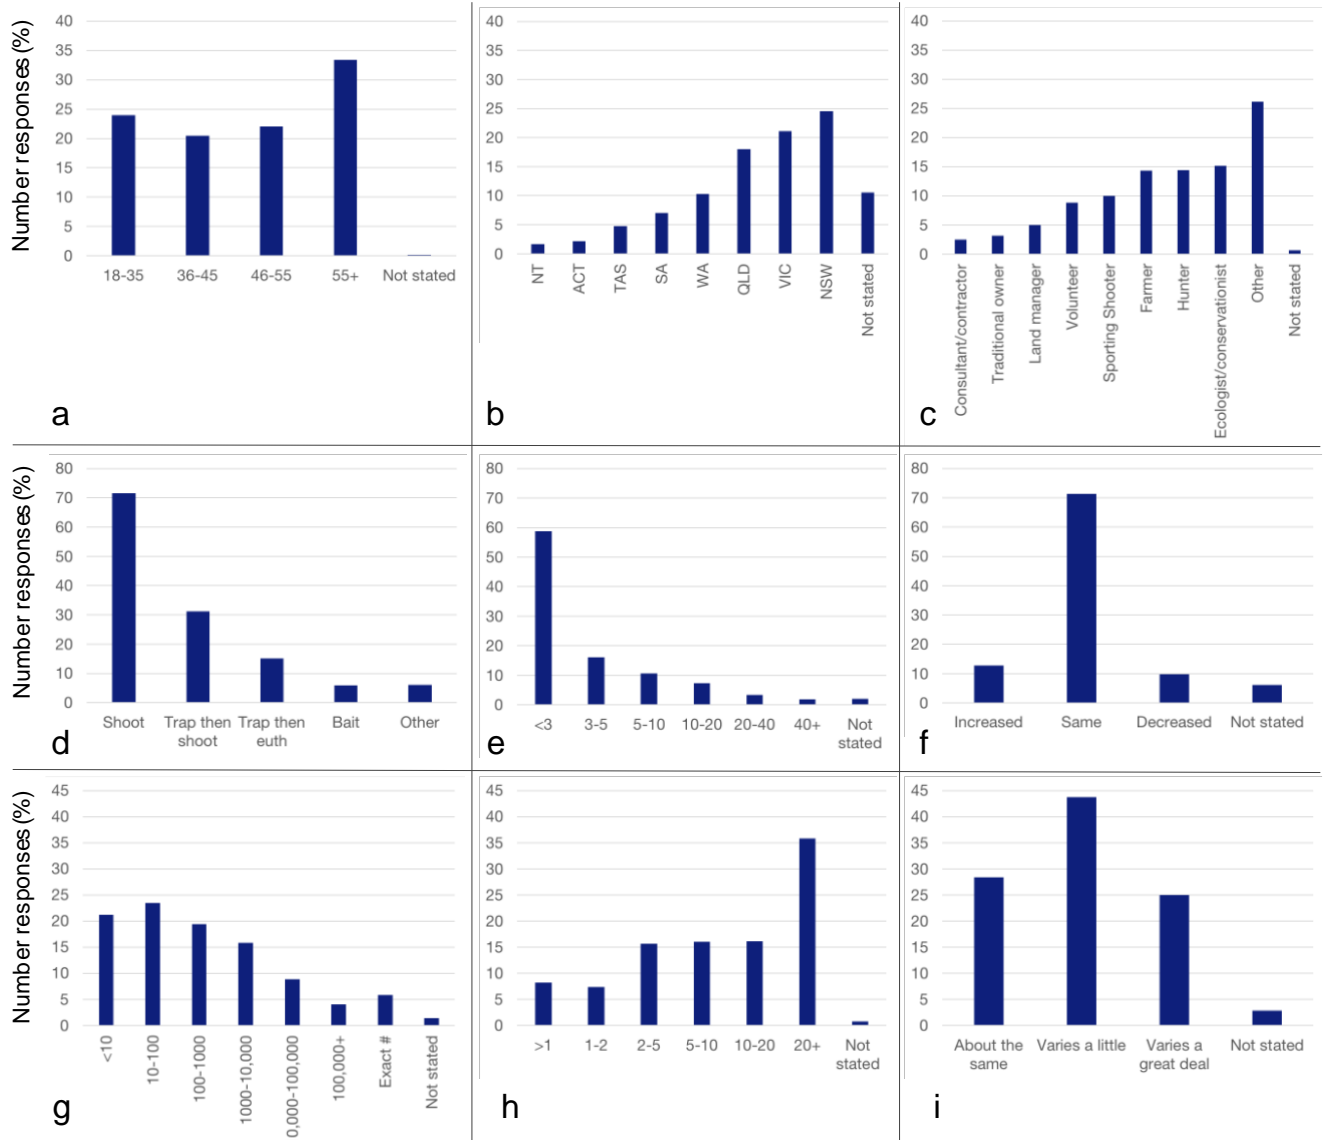 Number responses (%)
40
35
30
25
20
15
10
5
0
18-35 36-45 46-55 55+ Not stated
a
40
35
30
25
20
15
10
5
0
NT
ACT
TAS
SA
WA
QLD
VIC
NSW
Not stated
b
40
35
30
25
20
15
10
5
0
Consultant/contractor
Traditional owner
Land manager
Volunteer
Sporting Shooter
Farmer
Hunter
Ecologist/conservationist
Other
Not stated
c
Number responses (%)
80
70
60
50
40
30
20
10
0
Shoot Trap then Trap then Bait Other
shoot euth
d
80
70
60
50
40
30
20
10
0
<3 3-5 5-10 10-20 20-40 40+ Not
stated
e
80
70
60
50
40
30
20
10
0
Increased Same Decreased Not stated
f
Number responses (%)
45
40
35
30
25
20
15
10
5
0
<10
10-100
100-1000
1000-10,000
0,000-100,000
100,000+
Exact #
Not stated
g
45
40
35
30
25
20
15
10
5
0
>1 1-2 2-5 5-10 10-20 20+ Not
stated
h
45
40
35
30
25
20
15
10
5
0
About the Varies a little Varies a Not stated
same great deal
i